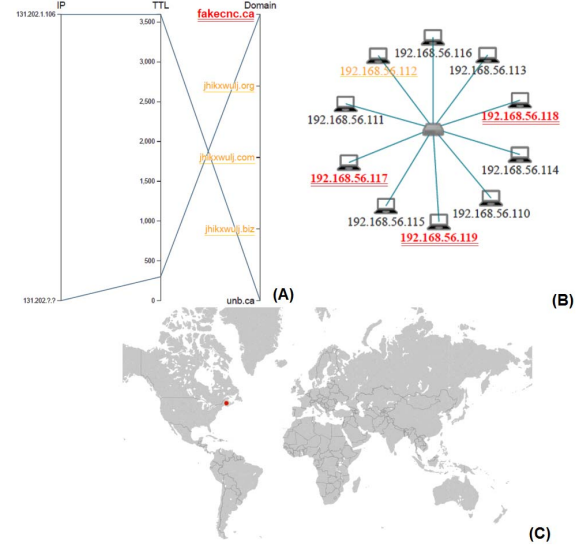 IP TTL Domain
131.202.1.106 3,500 fakecnc.ca
3,000
jhikxwulj.org
2,500
2,000
jhikxwulj.com
1,500
1,000
jhikxwulj.biz
500
131.202.?.? 0 unb.ca
(A)
192.168.56.116
192.168.56.112 192.168.56.113
192.168.56.111 192.168.56.118
192.168.56.117 192.168.56.114
192.168.56.115 192.168.56.110
192.168.56.119
(B)
(C)